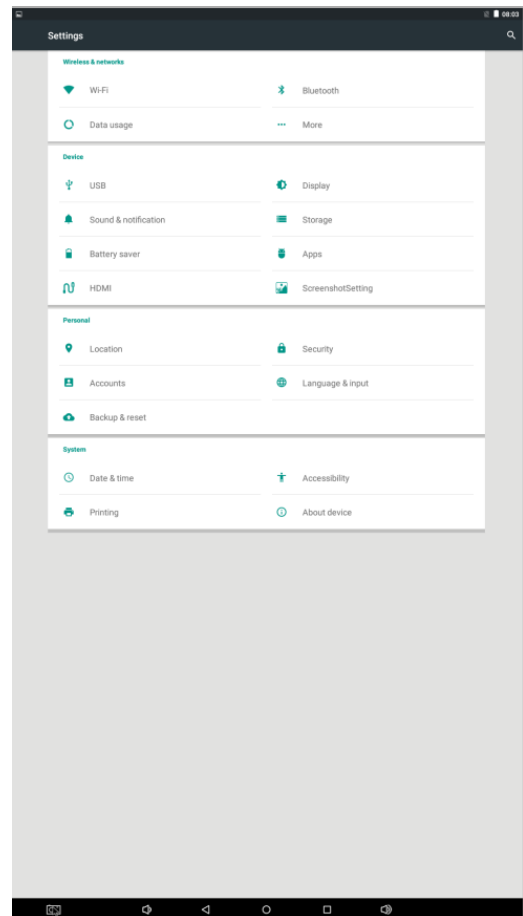 08:03
Settings
Wireless & networks
Wi-Fi
Bluetooth
Data usage
More
Device
USB
Display
Sound & notification
Storage
Battery saver
Apps
HDMI
ScreenshotSetting
Personal
Location
Security
Accounts
Language & input
Backup & reset
System
Date & time
Accessibility
Printing
About device